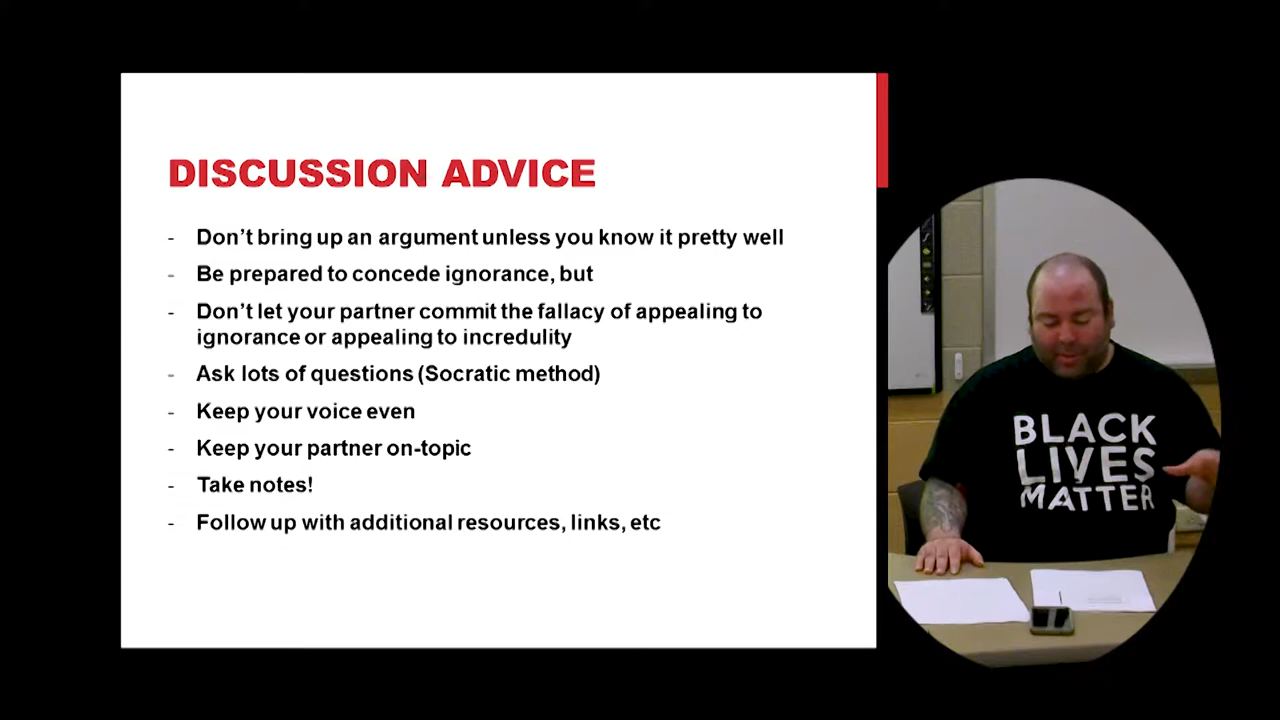 DISCUSSION ADVICE
- Don’t bring up an argument unless you know it pretty well
- Be prepared to concede ignorance, but
- Don’t let your partner commit the fallacy of appealing to
ignorance or appealing to incredulity
- Ask lots of questions (Socratic method)
- Keep your voice even
- Keep your partner on-topic
- Take notes!
- Follow up with additional resources, links, etc
BLACK
LIVES
MATTER